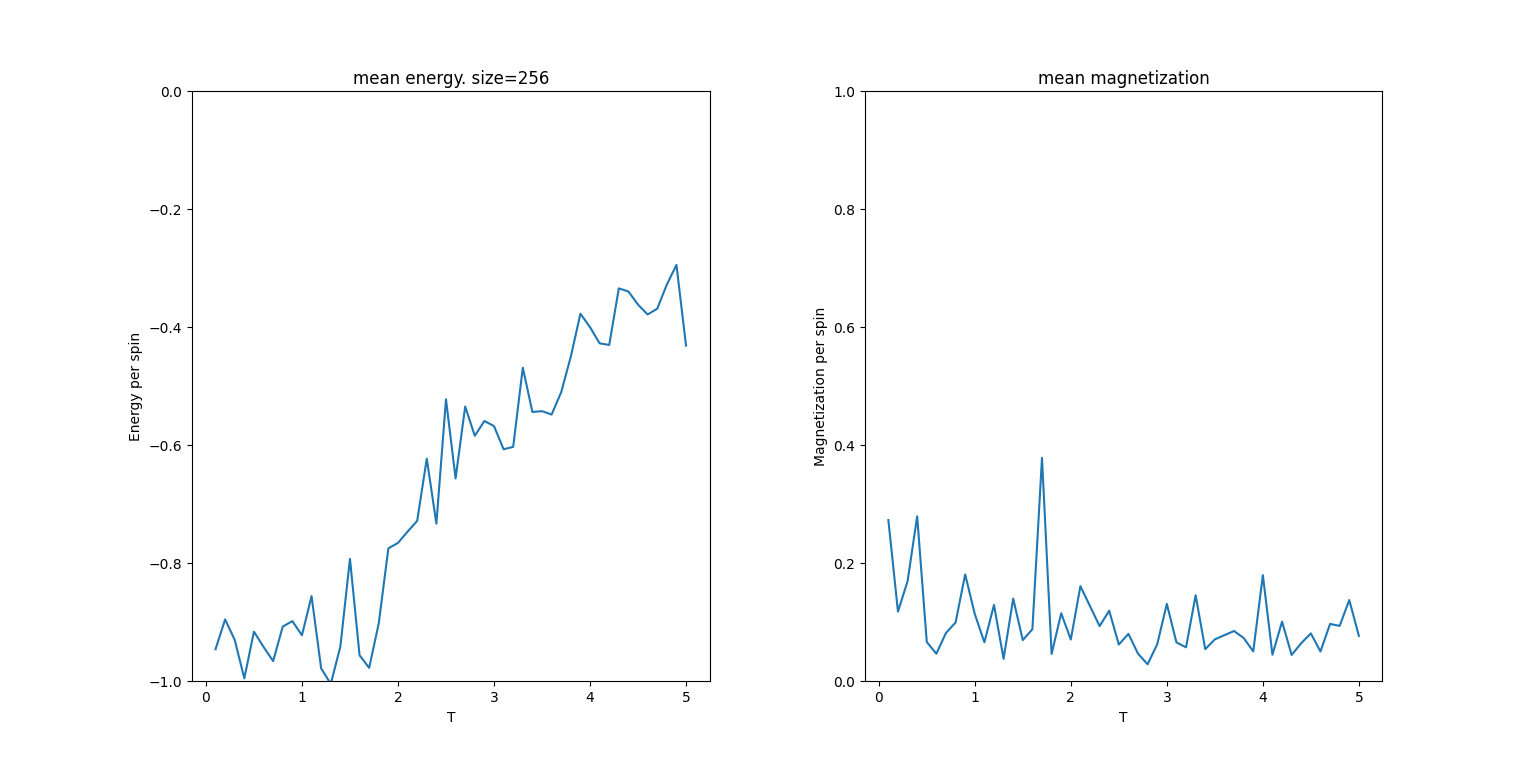 mean energy. size=256
0.0
−0.2
−0.4
−0.6
−0.8
−1.0
Energy per spin
0 1 2 3 4 5
T
mean magnetization
1.0
0.8
0.6
0.4
0.2
0.0
Magnetization per spin
0 1 2 3 4 5
T